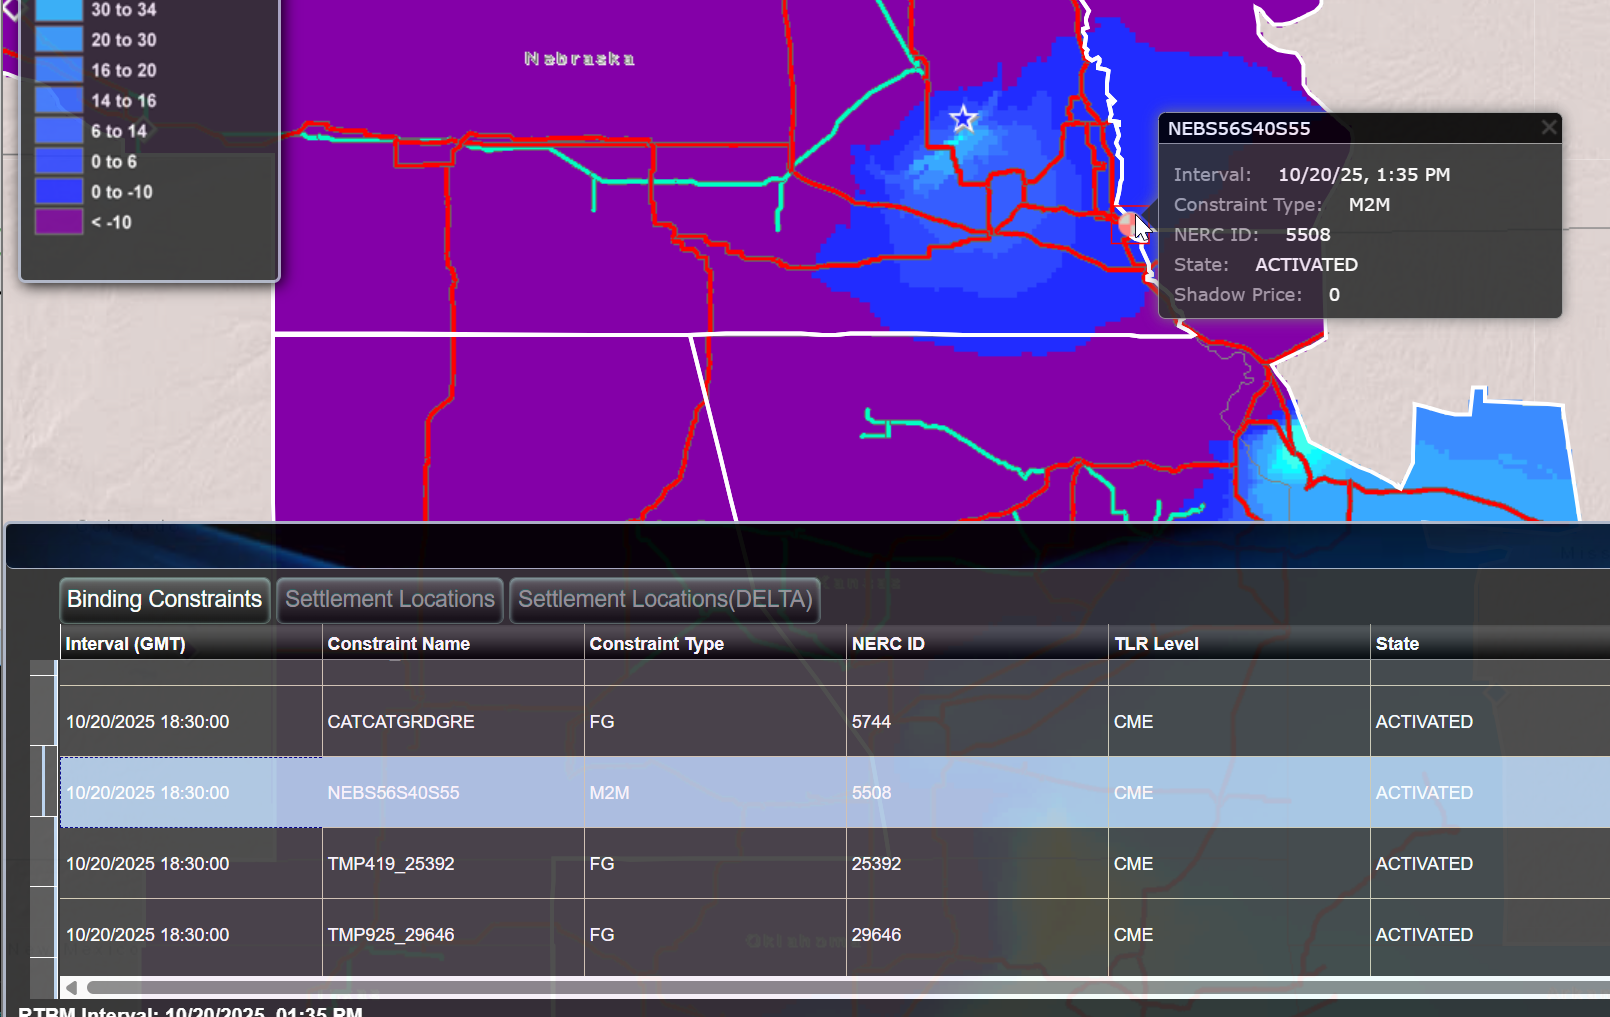 30 to 34
20 to 30
16 to 20
14 to 16
6 to 14
0 to 6
0 to -10
< -10
Nebraska
NEBS56S40S55
Interval: 10/20/25, 1:35 PM
Constraint Type: M2M
NERC ID: 5508
State: ACTIVATED
Shadow Price: 0
Binding Constraints Settlement Locations Settlement Locations(DELTA)
Interval (GMT) Constraint Name Constraint Type NERC ID TLR Level State
10/20/2025 18:30:00 CATCATGRDGRE FG 5744 CME ACTIVATED
10/20/2025 18:30:00 NEBS56S40S55 M2M 5508 CME ACTIVATED
10/20/2025 18:30:00 TMP419_25392 FG 25392 CME ACTIVATED
10/20/2025 18:30:00 TMP925_29646 FG 29646 CME ACTIVATED
Oklahoma
RTBM Interval: 10/20/2025, 01:35 PM